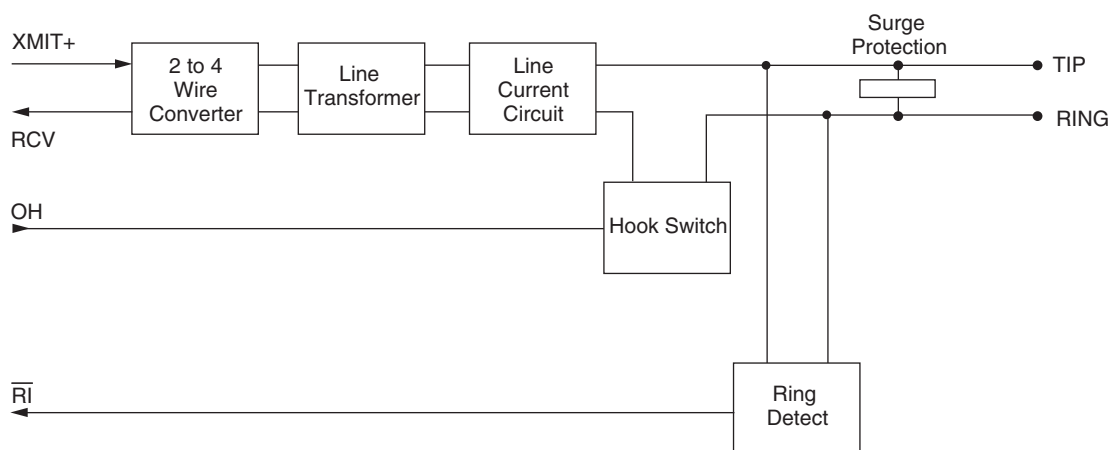 XMIT+
RCV
2 to 4
Wire
Converter
Line
Transformer
Line
Current
Circuit
Surge
Protection
TIP
RING
OH
Hook Switch
R̅I̅
Ring
Detect